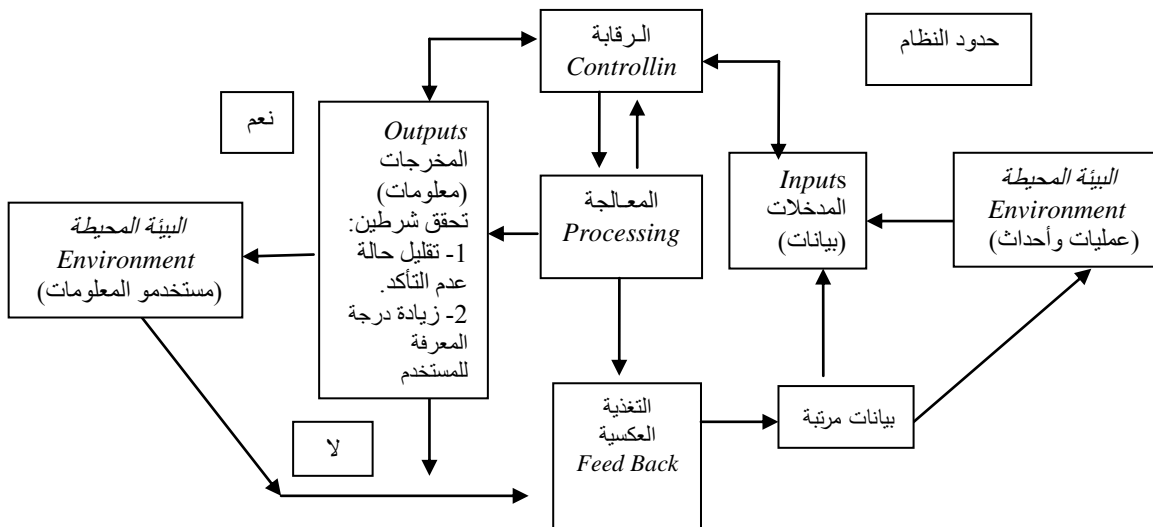 حدود النظام
الرقابة
Controllin
نعم
البيئة المحيطة
Environment
(عمليات وأحداث)
Inputs
المدخلات
(بيانات)
المعالجة
Processing
Outputs
المخرجات
(معلومات)
تحقق شرطين:
1- تقليل حالة
عدم التأكد.
2- زيادة درجة
المعرفة
للمستخدم
البيئة المحيطة
Environment
(مستخدمو المعلومات)
بيانات مرتبة
التغذية
العكسية
Feed Back
لا